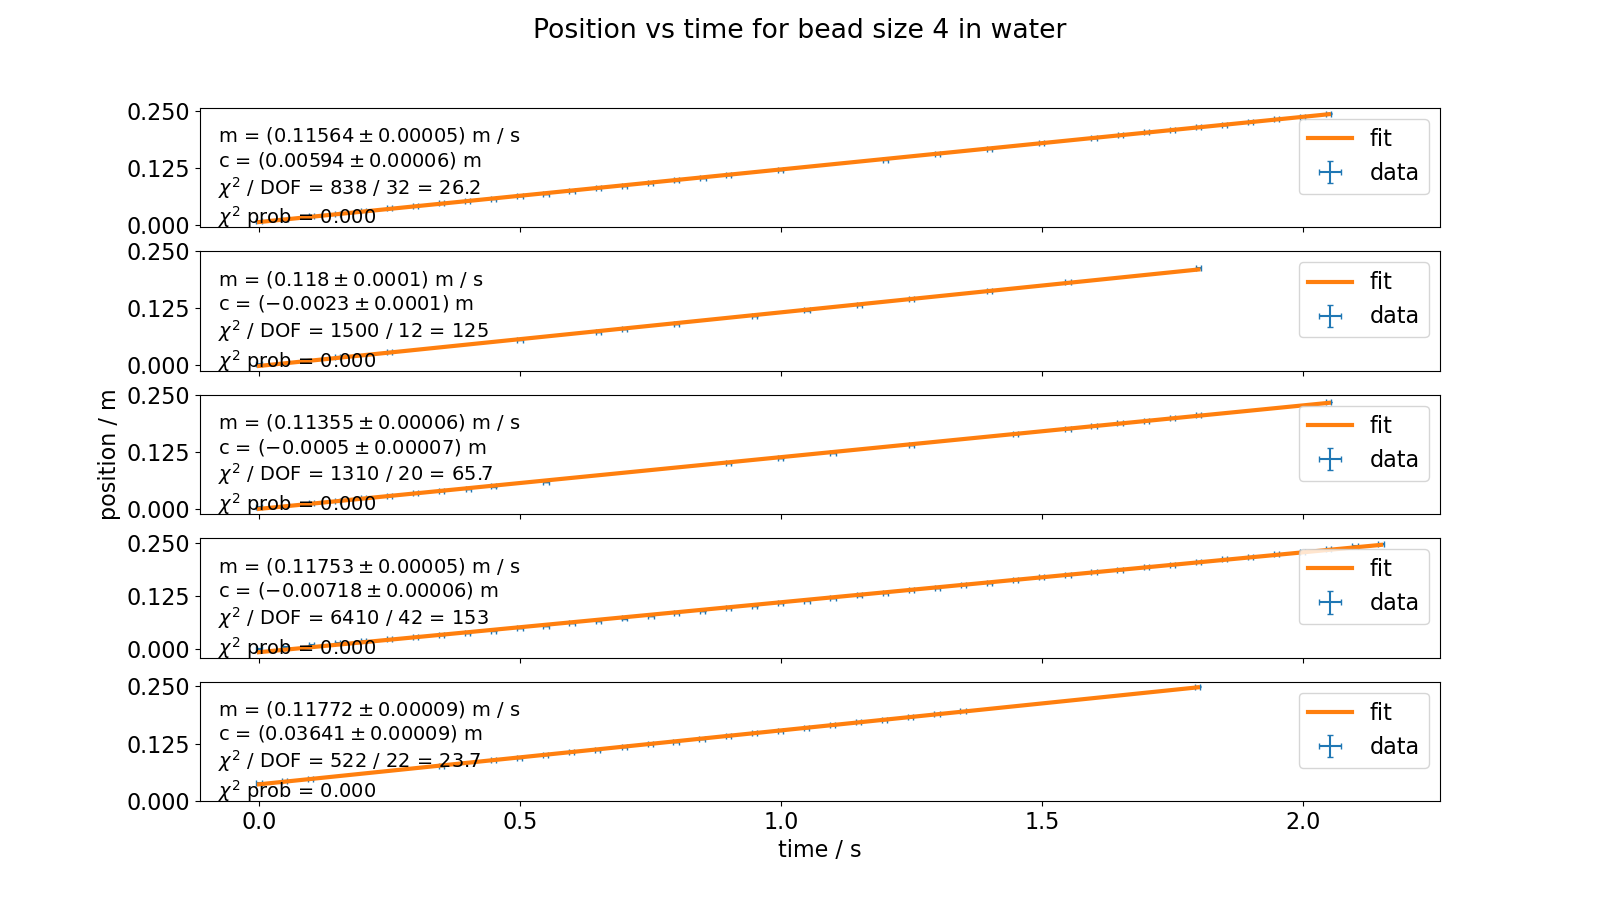 Position vs time for bead size 4 in water
position / m
0.250
0.125
0.000
m = (0.11564 ± 0.00005) m / s
c = (0.00594 ± 0.00006) m
χ² / DOF = 838 / 32 = 26.2
χ² prob = 0.000
fit
data
0.250
0.125
0.000
m = (0.118 ± 0.0001) m / s
c = (−0.0023 ± 0.0001) m
χ² / DOF = 1500 / 12 = 125
χ² prob = 0.000
fit
data
0.250
0.125
0.000
m = (0.11355 ± 0.00006) m / s
c = (−0.0005 ± 0.00007) m
χ² / DOF = 1310 / 20 = 65.7
χ² prob = 0.000
fit
data
0.250
0.125
0.000
m = (0.11753 ± 0.00005) m / s
c = (−0.00718 ± 0.00006) m
χ² / DOF = 6410 / 42 = 153
χ² prob = 0.000
fit
data
0.250
0.125
0.000
m = (0.11772 ± 0.00009) m / s
c = (0.03641 ± 0.00009) m
χ² / DOF = 522 / 22 = 23.7
χ² prob = 0.000
fit
data
0.0 0.5 1.0 1.5 2.0
time / s